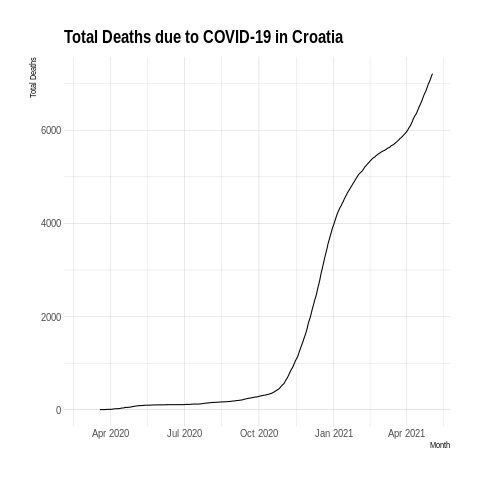 Total Deaths due to COVID-19 in Croatia
Total Deaths
6000
4000
2000
0
Apr 2020 Jul 2020 Oct 2020 Jan 2021 Apr 2021
Month